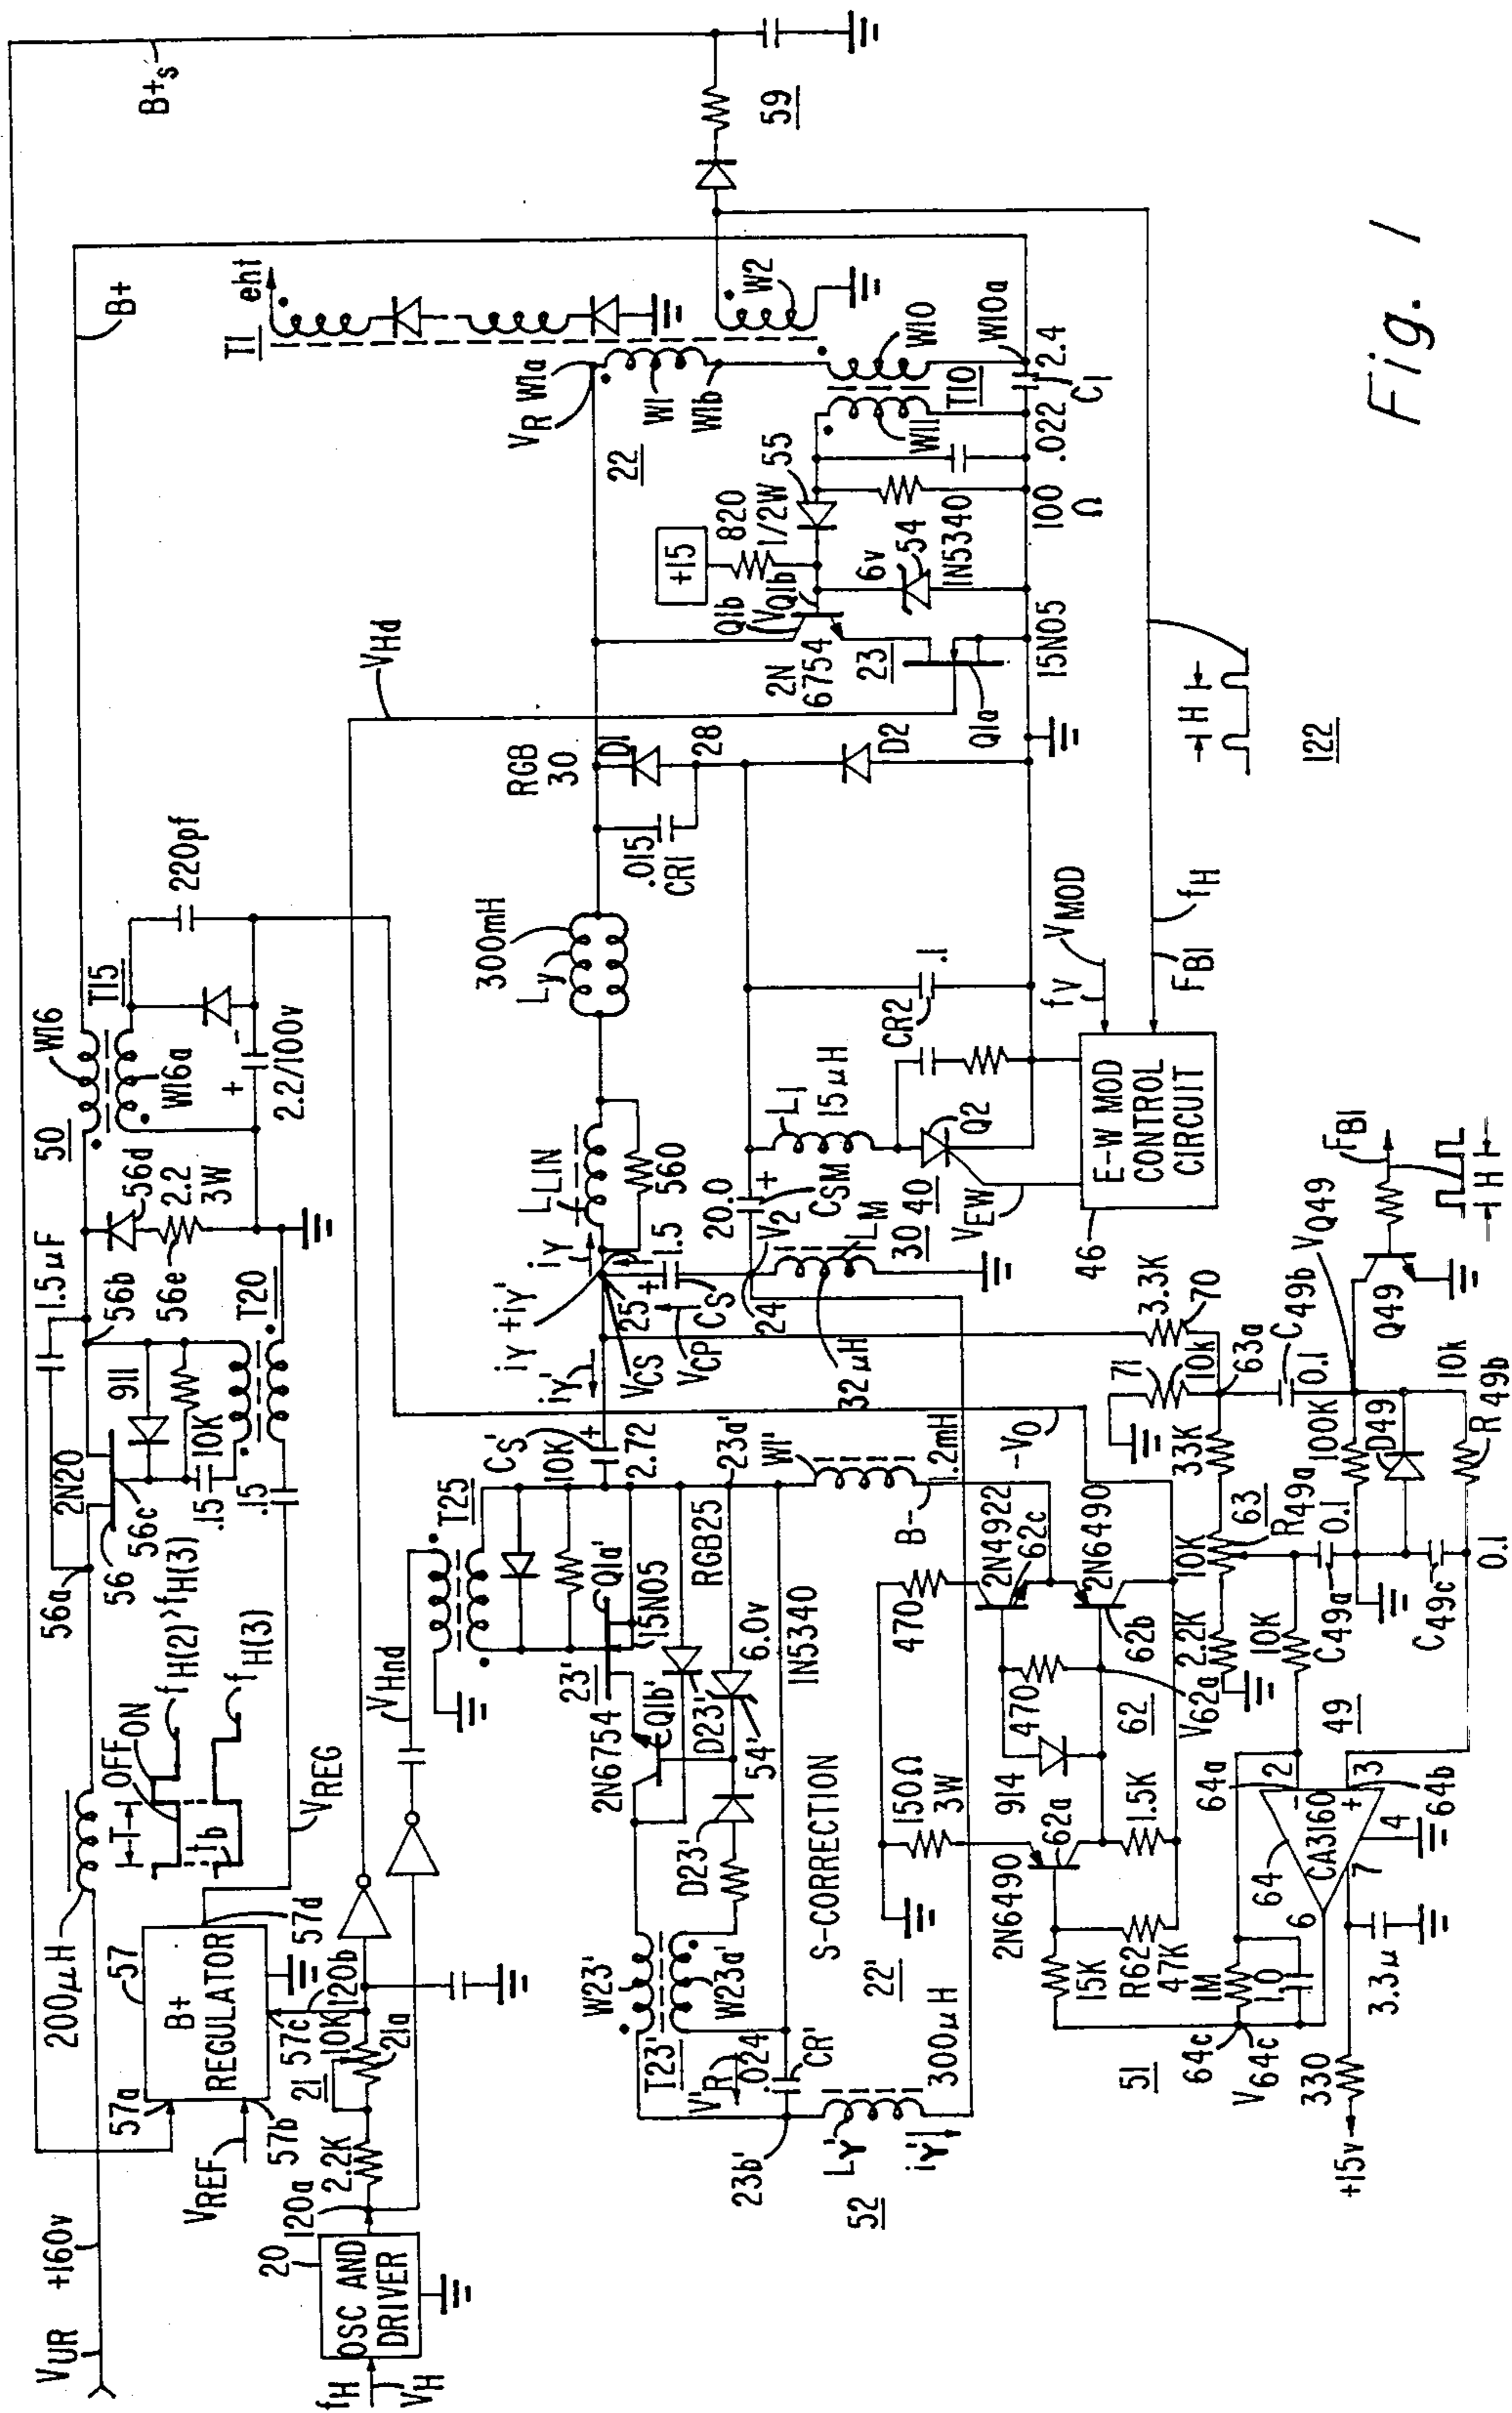 VUR +160v
200µH
T
OFF
ON
fH(2)>fH(3)
Ib
fH(3)
56a
2N20
56
56c
911
10K
.15
.15
1.5µF
56b
56d
56e
2.2
3W
T20
50
W16
T15
W16a
2.2/100v
+
-
220pf
B+
B+s
57a
57
B+
REGULATOR
57d
57b
57c
VREF
VREG
120b
10K
21
21a
2.2K
120a
20
OSC AND
DRIVER
fH
VH
VHnd
VHd
T25
Cs'
10K
2.72
+
23'
Q1a'
15N05
RGB25
23a'
2N6754
Q1b'
D23'
6.0v
54'
1N5340
D23'
W23'
W23a'
T23'
V'R
.024
CR'
23b'
LY'
iY'
300µH
52
S-CORRECTION
22'
W1'
1.2mH
B--
-Vo
iY'
iY+iY'
VCS
25
iY
VCP
Cs
1.5
+
LLIN
560
300mH
Ly
24
V2
32µH
LM
30
20.0
+
CSM
40
L1
15µH
Q2
VEW
CR2
.1
E-W MOD
CONTROL
CIRCUIT
46
fV
VMOD
FB1
fH
.015
CR1
RGB
30
D1
28
D2
Q1a
15N05
23
2N
6754
Q1b
VQ1b
+15
820
1/2W
55
6v
54
1N5340
100
Ω
.022
C1
2.4
W10a
W10
T10
W11
22
VR
W1a
W1
W1b
T1
eht
W2
59
H
122
150Ω
3W
470
2N4922
62c
470
914
62a
2N6490
2N6490
62b
1.5K
62
V62a
15K
R62
47K
51
64c
V64c
1M
1.0
330
+15v
3.3µ
64
CA3160
6
7
4
2
3
-
+
64a
64b
49
10K
2.2K
10K
63
R49a
33K
71
10k
3.3K
70
63a
C49b
0.1
100K
D49
C49a
0.1
C49c
0.1
10k
R49b
VQ49
Q49
FB1
H
Fig. 1